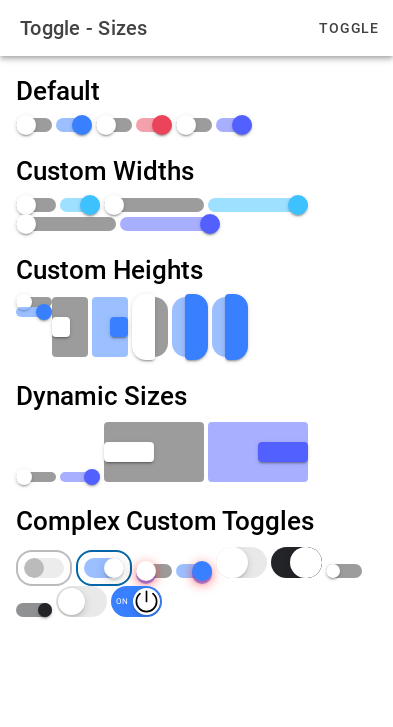 Toggle - Sizes
TOGGLE
Default
Custom Widths
Custom Heights
Dynamic Sizes
Complex Custom Toggles
ON